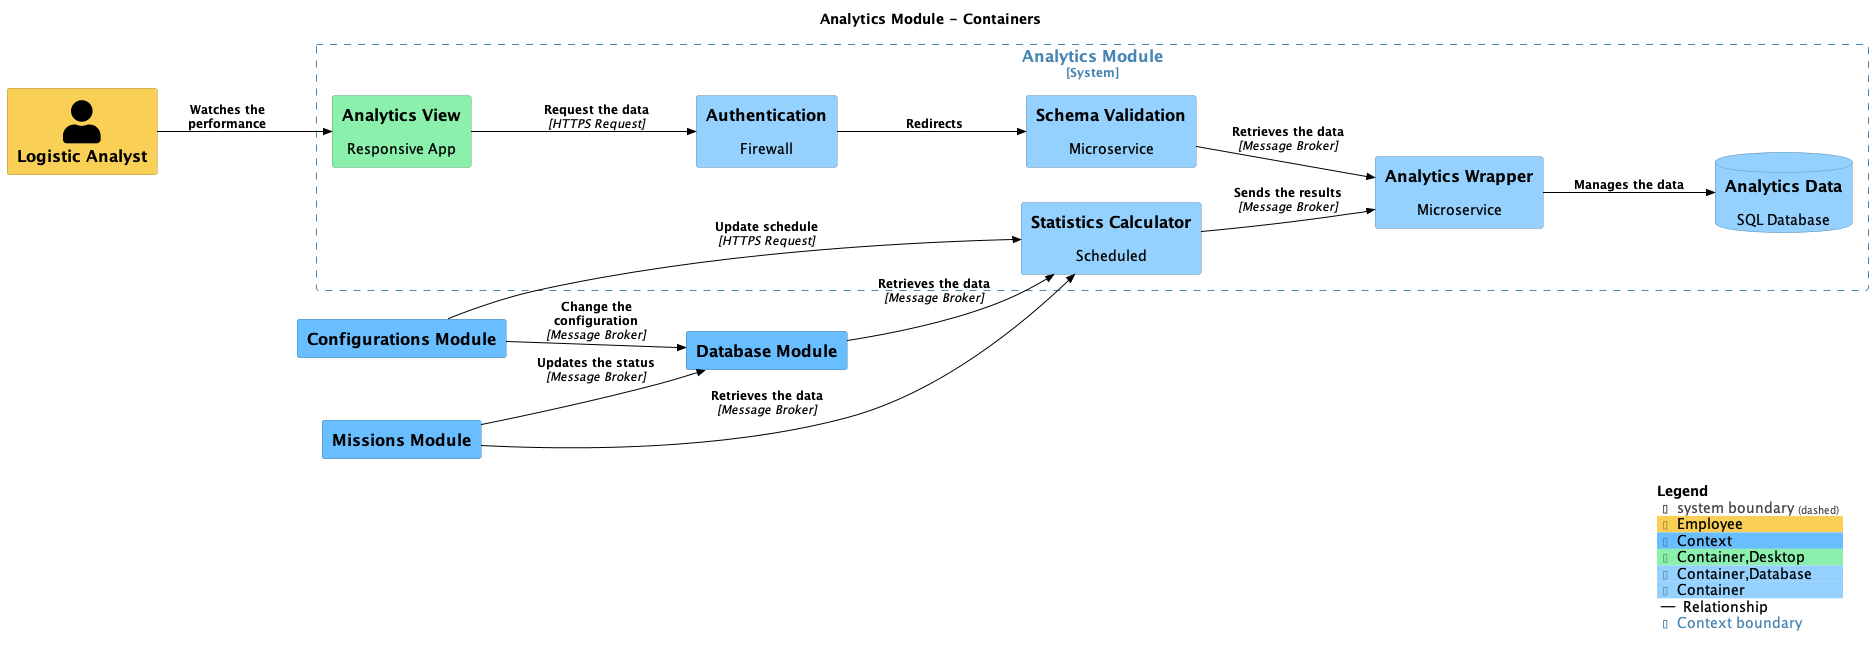 Analytics Module – Containers
Analytics Module
[System]
Logistic Analyst
Watches the
performance
Analytics View
Responsive App
Request the data
[HTTPS Request]
Authentication
Firewall
Redirects
Schema Validation
Microservice
Retrieves the data
[Message Broker]
Analytics Wrapper
Microservice
Manages the data
Analytics Data
SQL Database
Sends the results
[Message Broker]
Statistics Calculator
Scheduled
Update schedule
[HTTPS Request]
Retrieves the data
[Message Broker]
Configurations Module
Change the
configuration
[Message Broker]
Database Module
Updates the status
[Message Broker]
Retrieves the data
[Message Broker]
Missions Module
Legend
system boundary (dashed)
Employee
Context
Container,Desktop
Container,Database
Container
Relationship
Context boundary